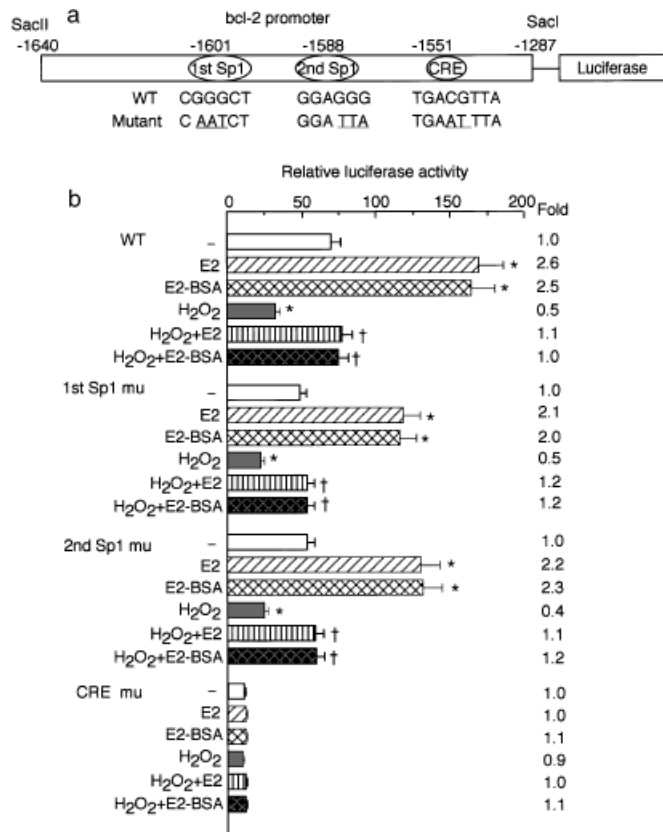 a
bcl-2 promoter
SacII SacI
-1640 -1601 -1588 -1551 -1287
1st Sp1 2nd Sp1 CRE Luciferase
WT CGGGCT GGAGGG TGACGTTA
Mutant C AATCT GGA TTA TGAAT TTA
Relative luciferase activity
b
0 50 100 150 200 Fold
WT – 1.0
E2 * 2.6
E2-BSA * 2.5
H₂O₂ * 0.5
H₂O₂+E2 † 1.1
H₂O₂+E2-BSA † 1.0
1st Sp1 mu – 1.0
E2 * 2.1
E2-BSA * 2.0
H₂O₂ * 0.5
H₂O₂+E2 † 1.2
H₂O₂+E2-BSA † 1.2
2nd Sp1 mu – 1.0
E2 * 2.2
E2-BSA * 2.3
H₂O₂ * 0.4
H₂O₂+E2 † 1.1
H₂O₂+E2-BSA † 1.2
CRE mu – 1.0
E2 1.0
E2-BSA 1.1
H₂O₂ 0.9
H₂O₂+E2 1.0
H₂O₂+E2-BSA 1.1